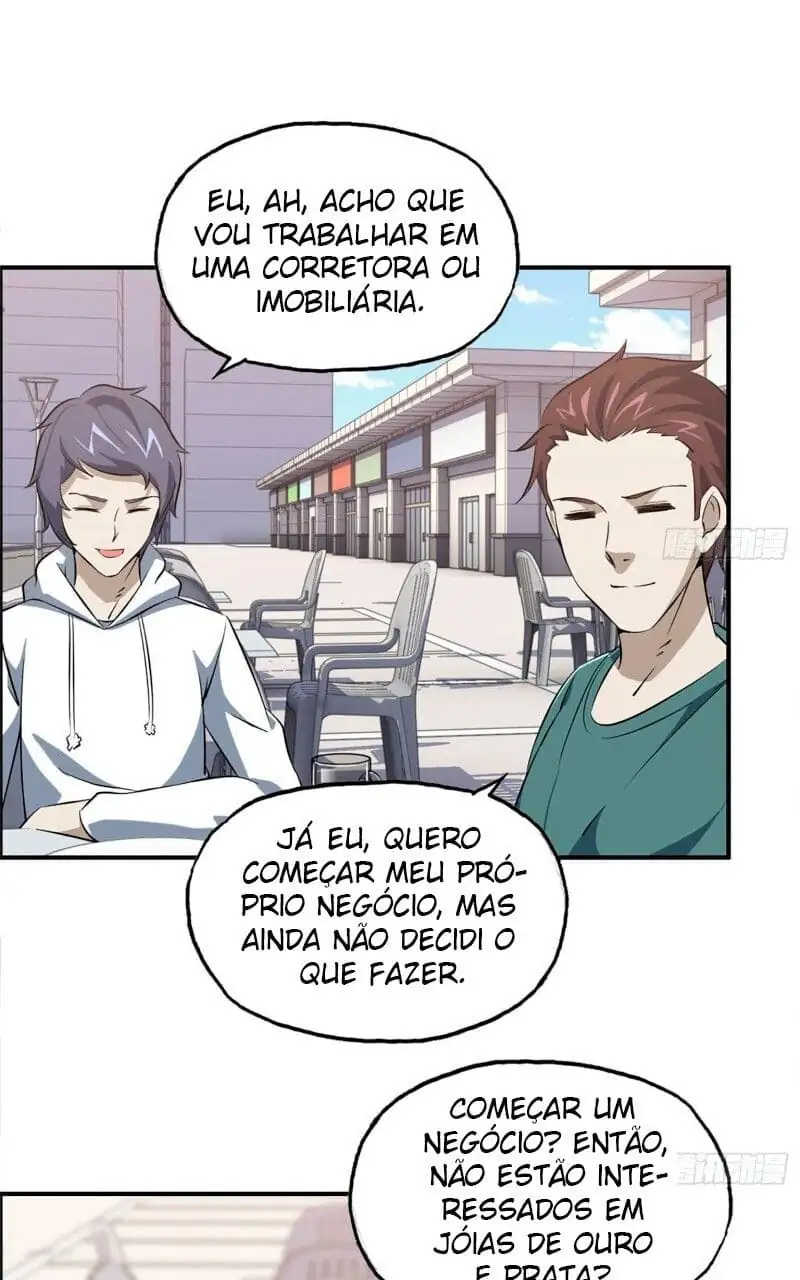 EU, AH, ACHO QUE
VOU TRABALHAR EM
UMA CORRETORA OU
IMOBILIÁRIA.
JÁ EU, QUERO
COMEÇAR MEU PRÓ-
PRIO NEGÓCIO, MAS
AINDA NÃO DECIDI O
QUE FAZER.
COMEÇAR UM
NEGÓCIO? ENTÃO,
NÃO ESTÃO INTE-
RESSADOS EM
JÓIAS DE OURO
E PRATA?